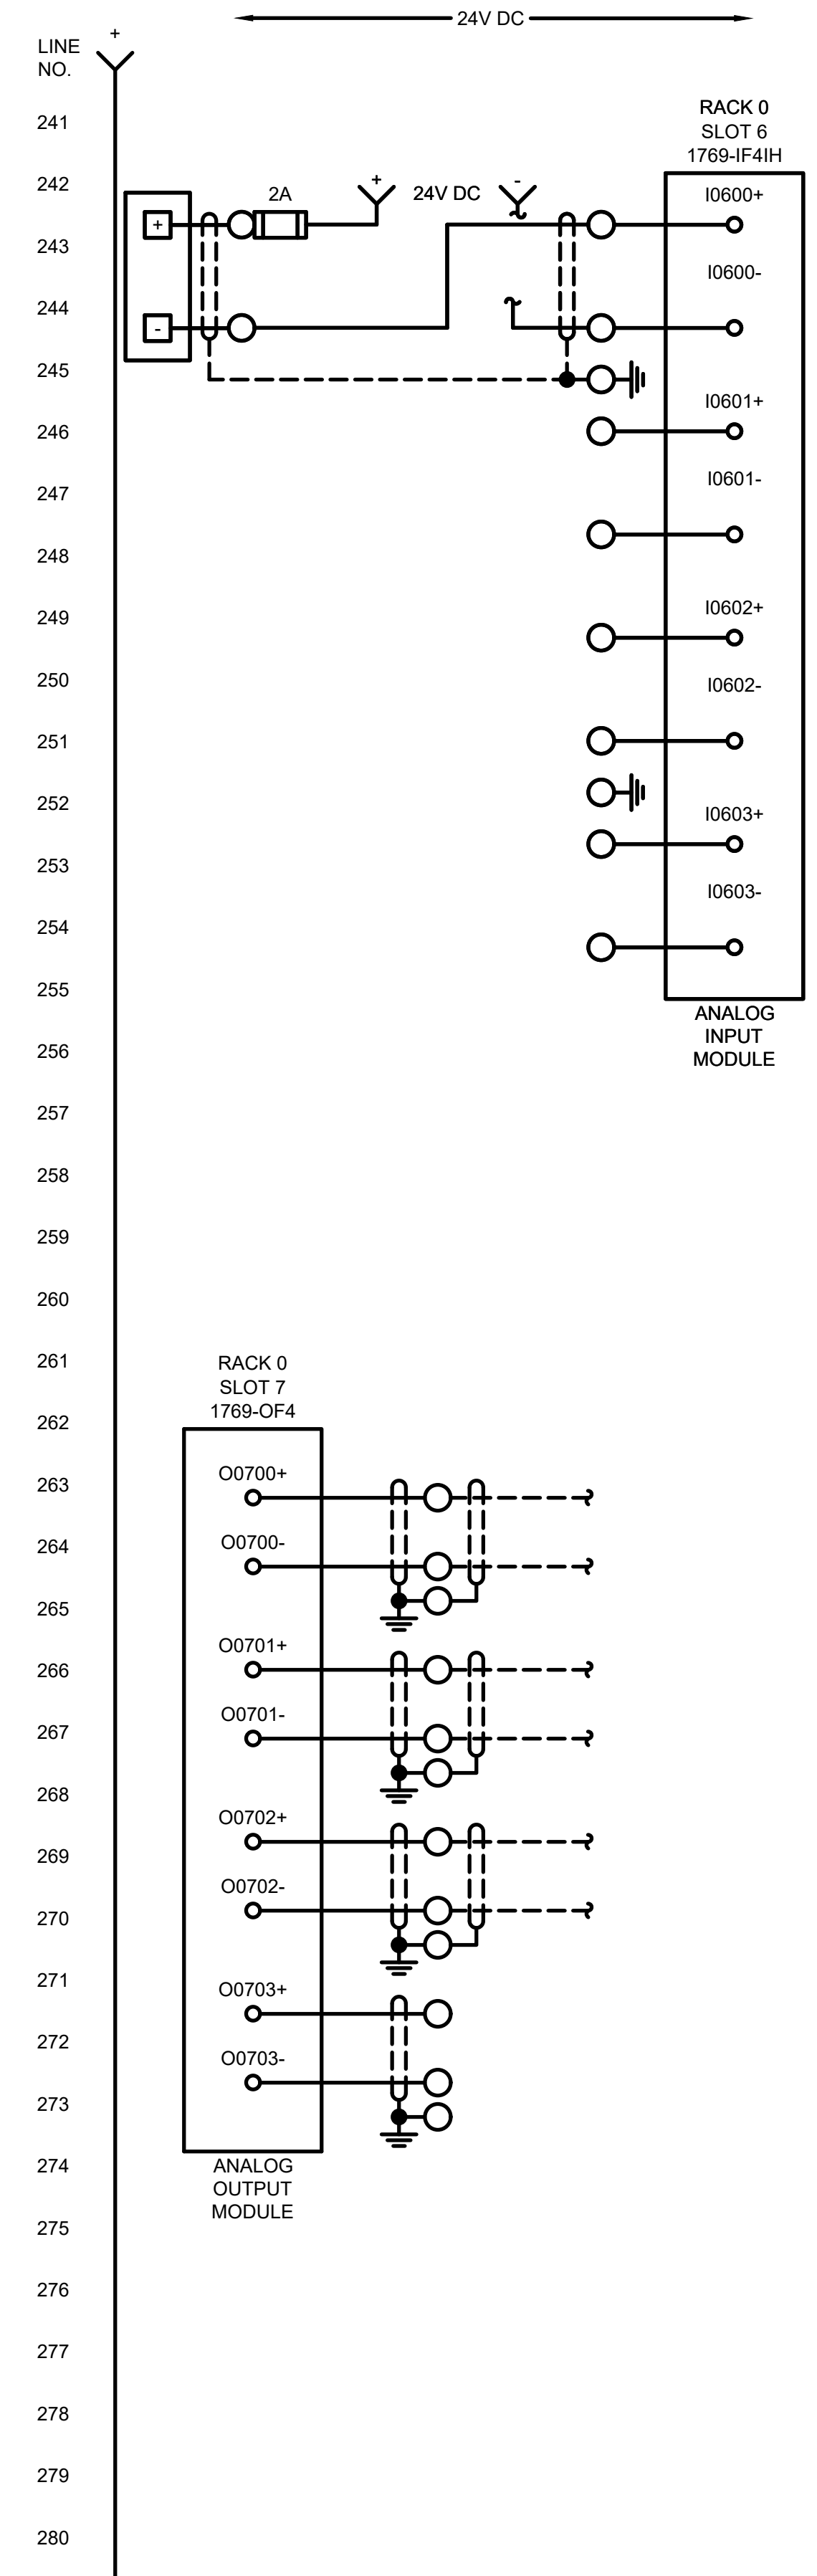 24V DC
+
LINE
NO.
RACK 0
SLOT 6
1769-IF4IH
241
242
2A
+
24V DC
-
I0600+
+
243
I0600-
244
-
245
I0601+
246
I0601-
247
248
I0602+
249
I0602-
250
251
252
I0603+
253
I0603-
254
255
ANALOG
INPUT
MODULE
256
257
258
259
260
261
RACK 0
SLOT 7
1769-OF4
262
O0700+
263
O0700-
264
265
O0701+
266
O0701-
267
268
O0702+
269
O0702-
270
271
O0703+
272
O0703-
273
274
ANALOG
OUTPUT
MODULE
275
276
277
278
279
280